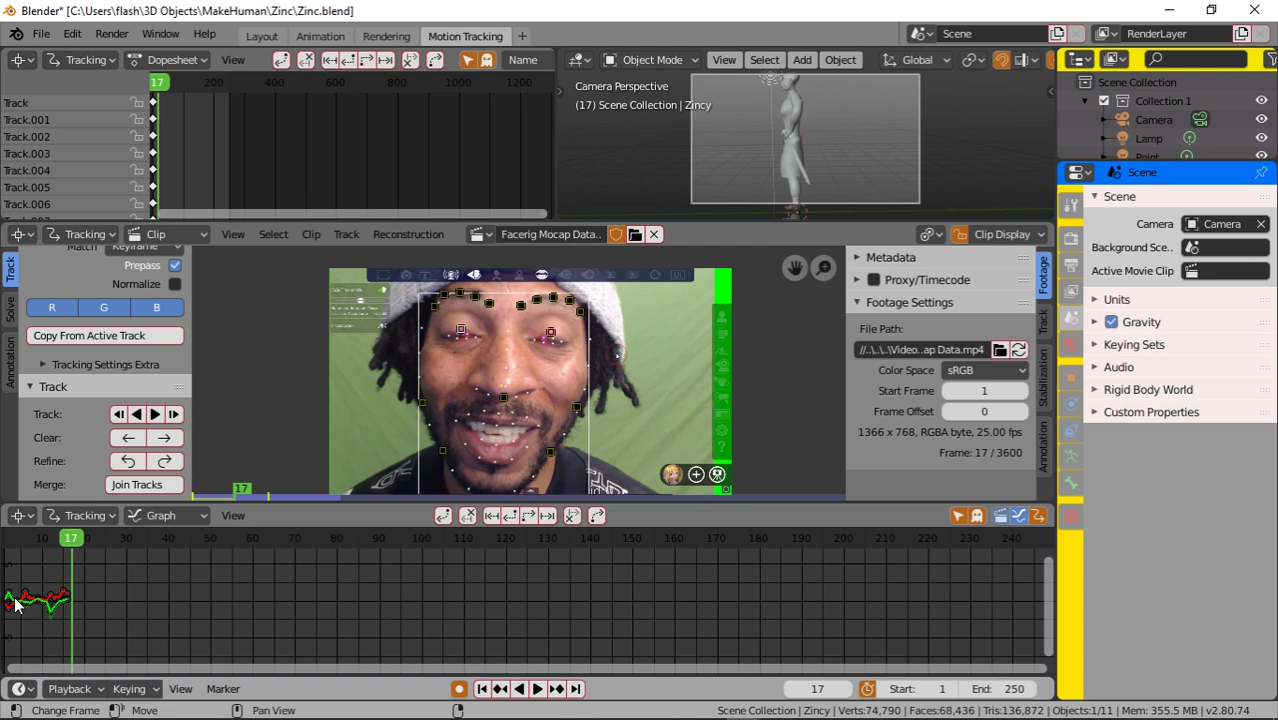 Blender* [C:\Users\flash\3D Objects\MakeHuman\Zinc\Zinc.blend]
File Edit Render Window Help Layout Animation Rendering Motion Tracking + Scene RenderLayer
Tracking Dopesheet View Name
17 200 400 600 800 1000 1200
Track
Track.001
Track.002
Track.003
Track.004
Track.005
Track.006
Object Mode View Select Add Object Global
Camera Perspective
(17) Scene Collection | Zincy
Scene Collection
Collection 1
Camera
Lamp
Point
Tracking Clip View Select Clip Track Reconstruction Facerig Mocap Data.. Clip Display
Track
Solve
Annotation
Match Keyframe
Prepass
Normalize
R G B
Copy From Active Track
Tracking Settings Extra
Track
Track:
Clear:
Refine:
Merge: Join Tracks
17
Metadata
Proxy/Timecode
Footage Settings
File Path:
//..\..\..\Video..ap Data.mp4
Color Space sRGB
Start Frame 1
Frame Offset 0
1366 x 768, RGBA byte, 25.00 fps
Frame: 17 / 3600
Footage
Track
Stabilization
Annotation
Scene
Scene
Camera Camera
Background Sce..
Active Movie Clip
Units
Gravity
Keying Sets
Audio
Rigid Body World
Custom Properties
Tracking Graph View
10 17 30 40 50 60 70 80 90 100 110 120 130 140 150 160 170 180 190 200 210 220 230 240
Playback Keying View Marker 17 Start: 1 End: 250
Change Frame Move Pan View Scene Collection | Zincy | Verts:74,790 | Faces:68,436 | Tris:136,872 | Objects:1/11 | Mem: 355.5 MB | v2.80.74